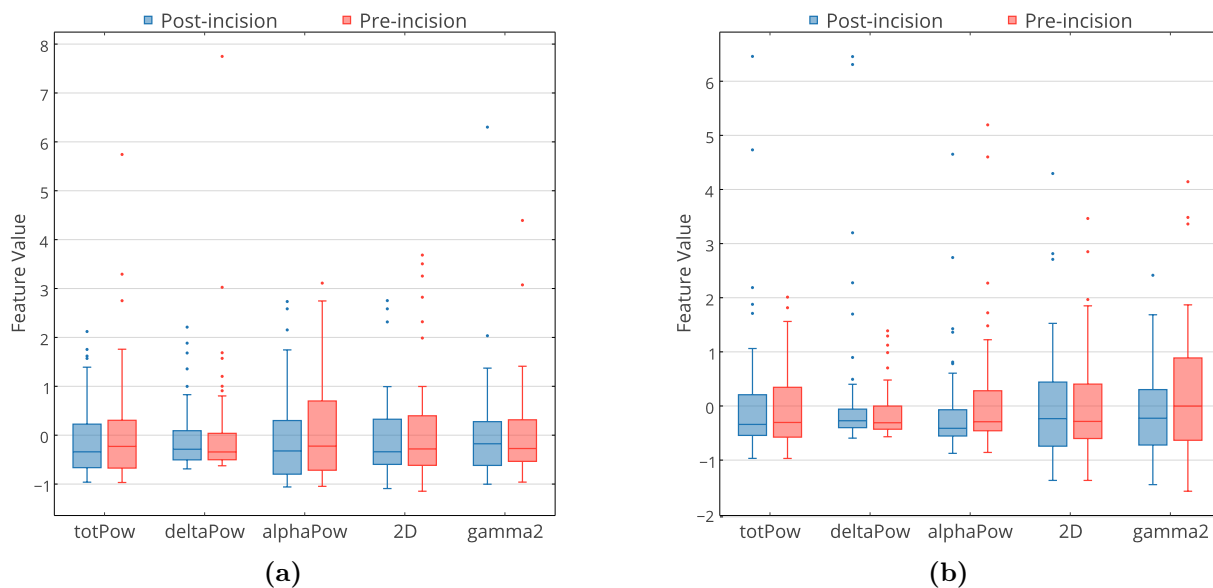 Post-incision Pre-incision
8
7
6
5
4
3
2
1
0
−1
Feature Value
totPow deltaPow alphaPow 2D gamma2
(a)
Post-incision Pre-incision
6
5
4
3
2
1
0
−1
−2
Feature Value
totPow deltaPow alphaPow 2D gamma2
(b)